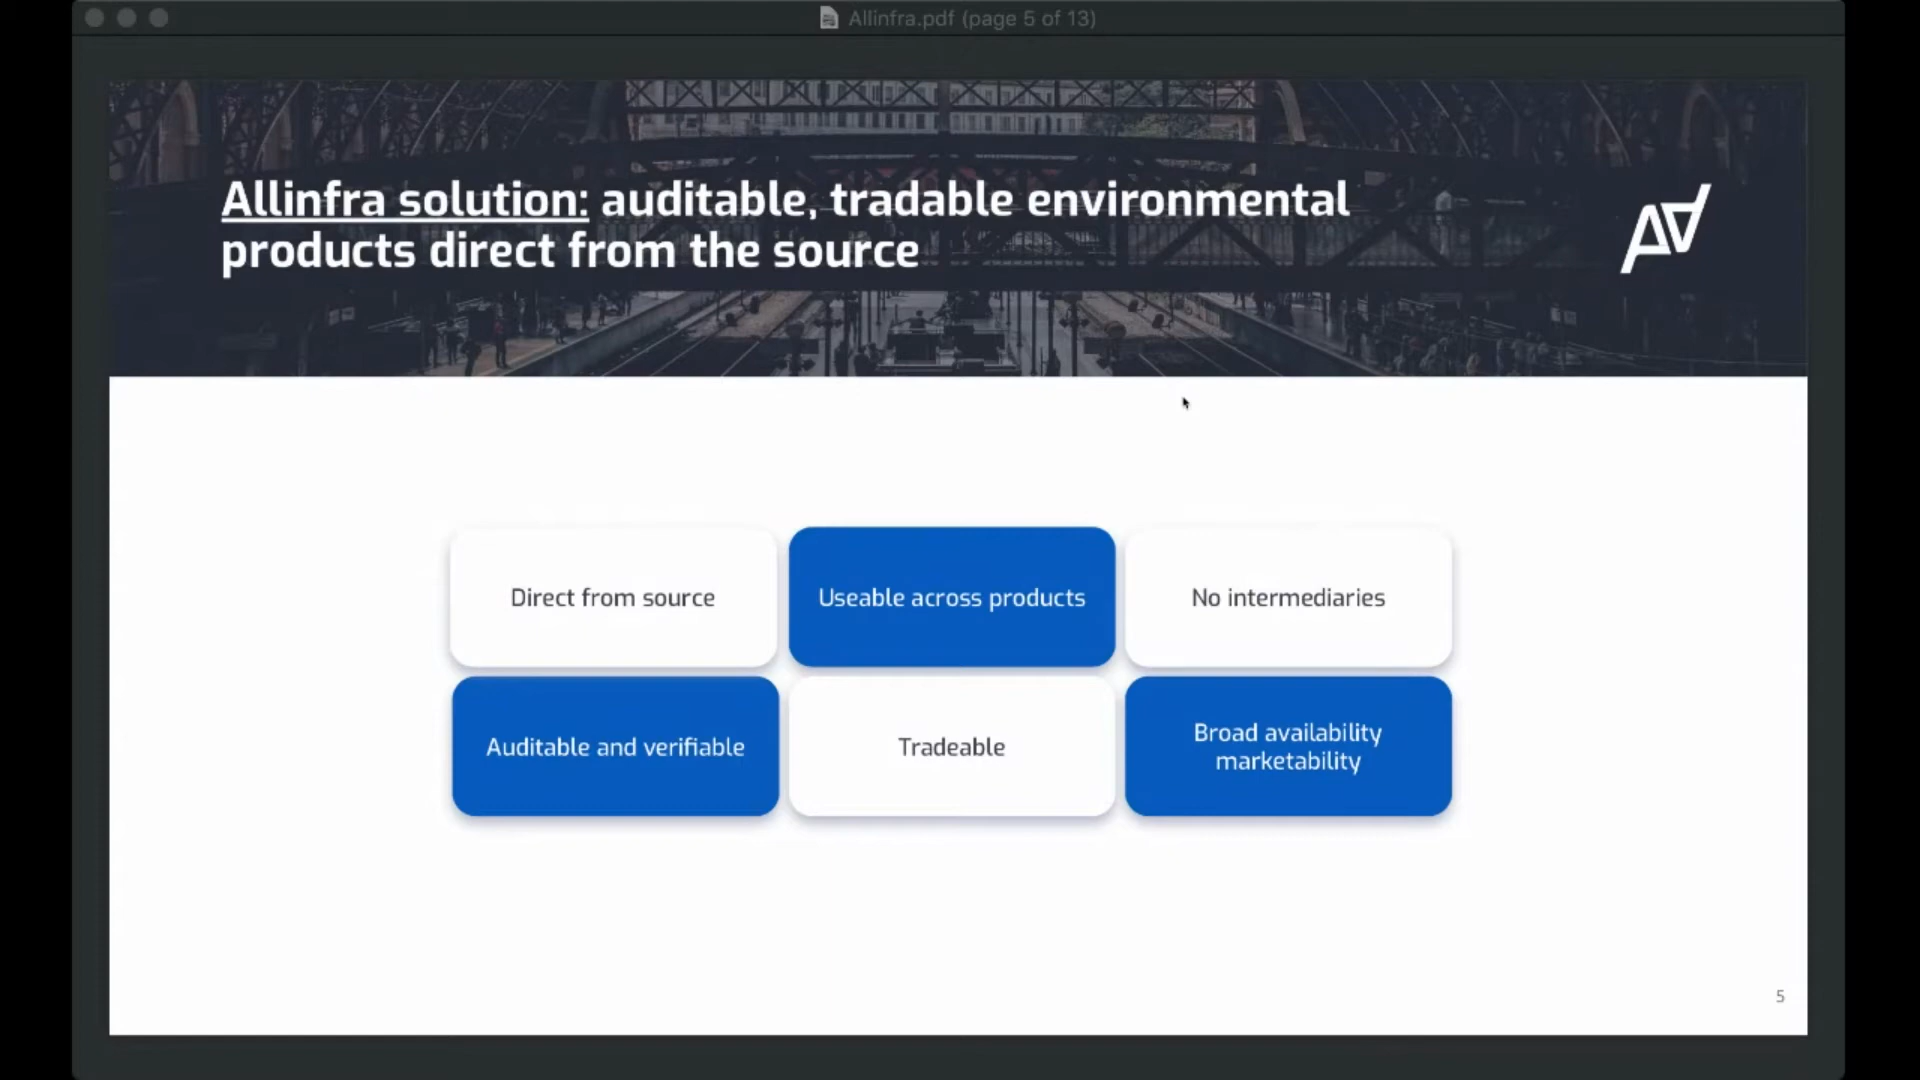 Allinfra.pdf (page 5 of 13)
Allinfra solution: auditable, tradable environmental
products direct from the source
Direct from source
Useable across products
No intermediaries
Auditable and verifiable
Tradeable
Broad availability
marketability
5